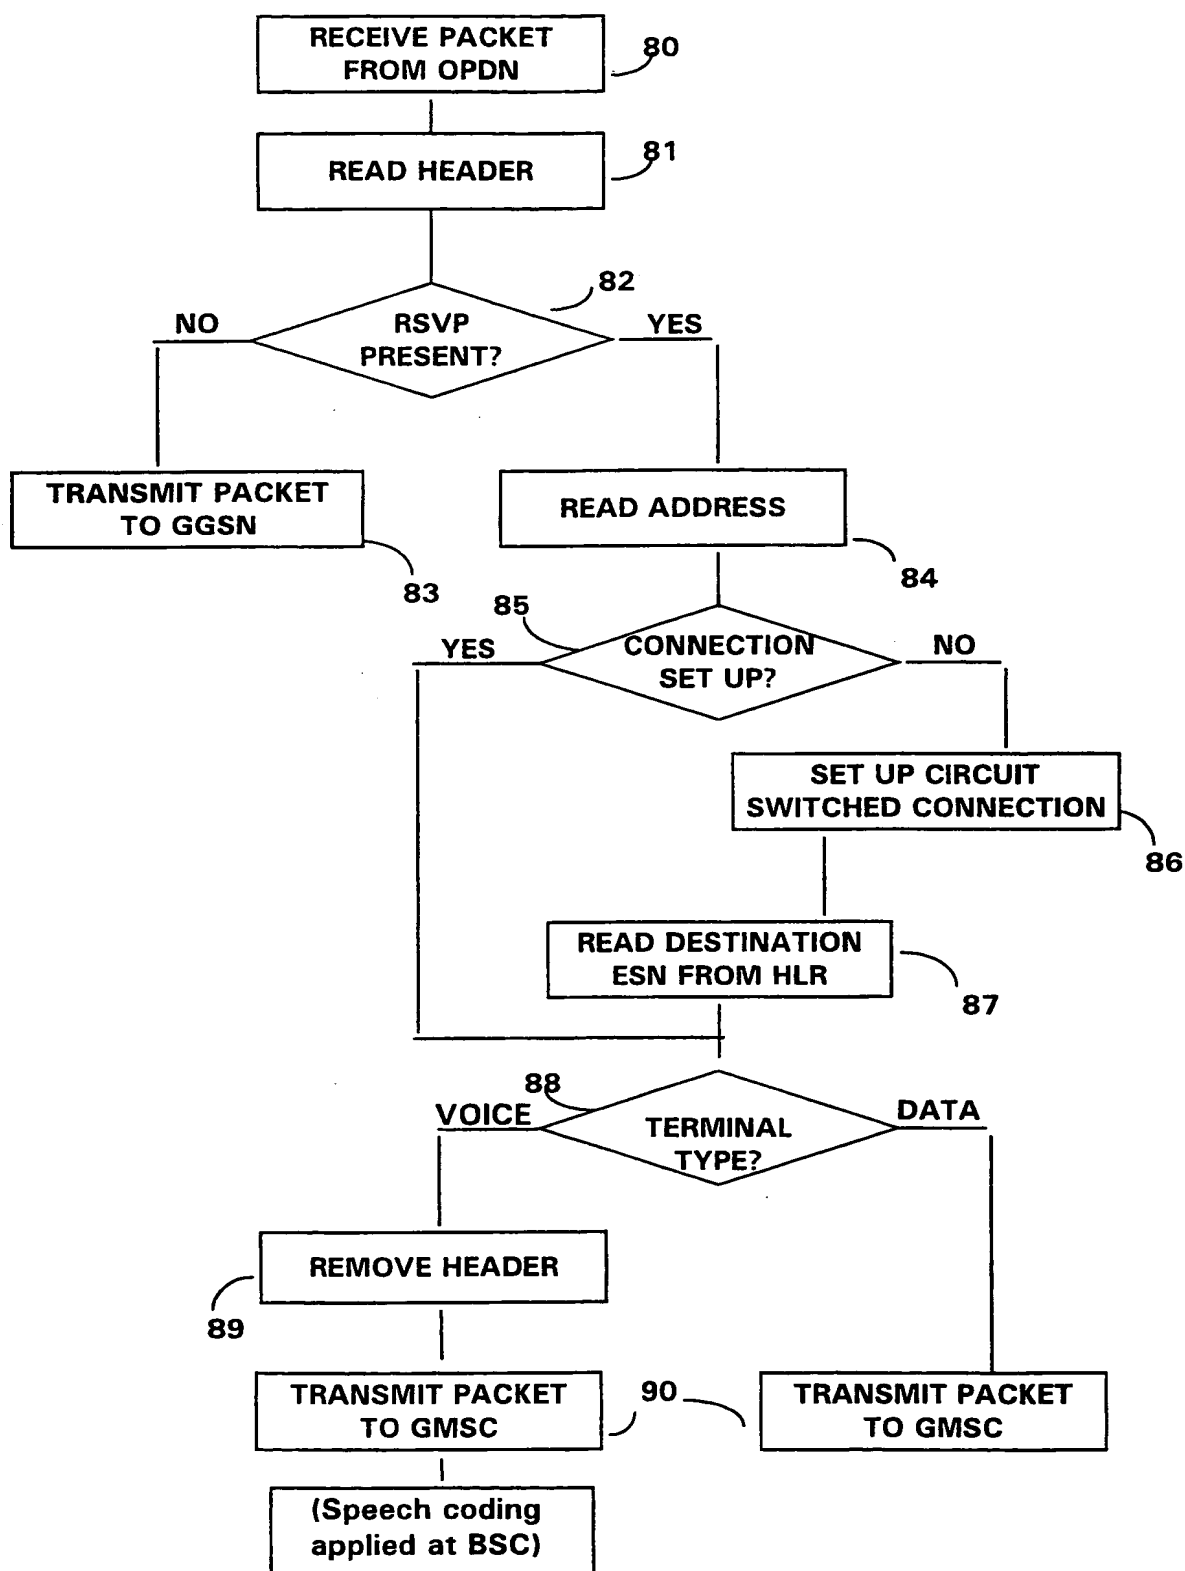 RECEIVE PACKET
FROM OPDN
80
READ HEADER
81
82
NO
RSVP
PRESENT?
YES
TRANSMIT PACKET
TO GGSN
83
READ ADDRESS
84
85
YES
CONNECTION
SET UP?
NO
SET UP CIRCUIT
SWITCHED CONNECTION
86
READ DESTINATION
ESN FROM HLR
87
88
VOICE
TERMINAL
TYPE?
DATA
REMOVE HEADER
89
TRANSMIT PACKET
TO GMSC
90
TRANSMIT PACKET
TO GMSC
(Speech coding
applied at BSC)